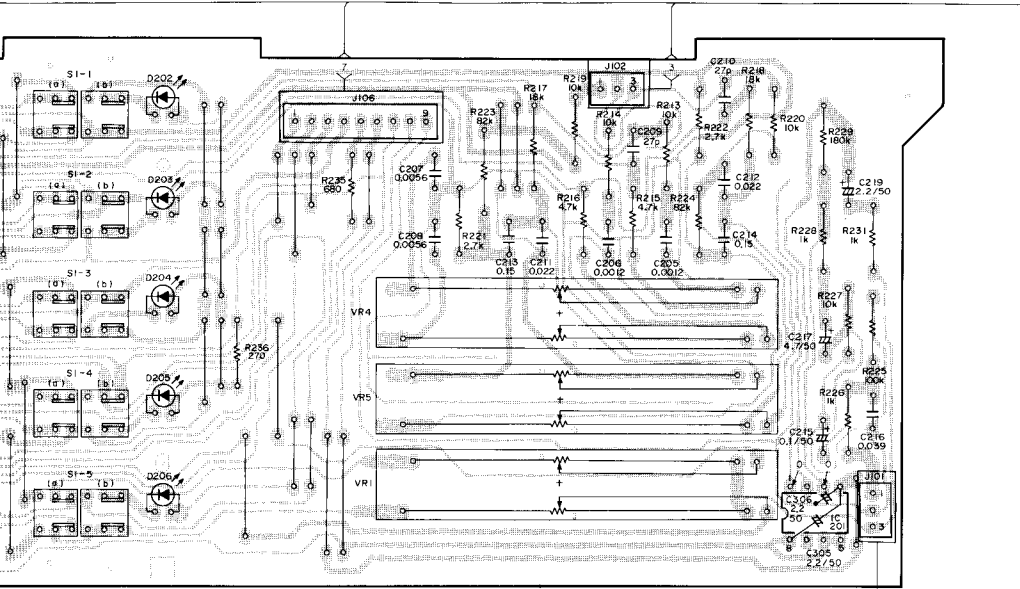 S1-1
(a) (b)
D202
7
J106
1 9
J102
1 3
3
R219
10k
R217
18k
R223
82k
R214
10k
C209
27p
R213
10k
C210
27p
R218
18k
R222
2.7k
R220
10k
R229
180k
S1-2
(a) (b)
D203
R235
680
C207
0.0056
C212
0.022
C219
2.2/50
R216
4.7k
R215
4.7k
R224
82k
C208
0.0056
R221
2.7k
C213
0.15
C211
0.022
C206
0.0012
C205
0.0012
C214
0.15
R228
1k
R231
1k
S1-3
(a) (b)
D204
VR4
+
R227
10k
C217
4.7/50
R236
270
S1-4
(a) (b)
D205
VR5
+
R225
100k
R226
1k
C215
0.1/50
C216
0.039
S1-5
(a) (b)
D206
VR1
+
J101
3
C306
2.2
50
IC
201
8 5
C305
2.2/50